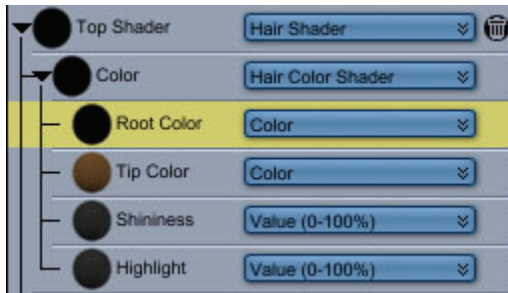 Top Shader Hair Shader
Color Hair Color Shader
Root Color Color
Tip Color Color
Shininess Value (0-100%)
Highlight Value (0-100%)